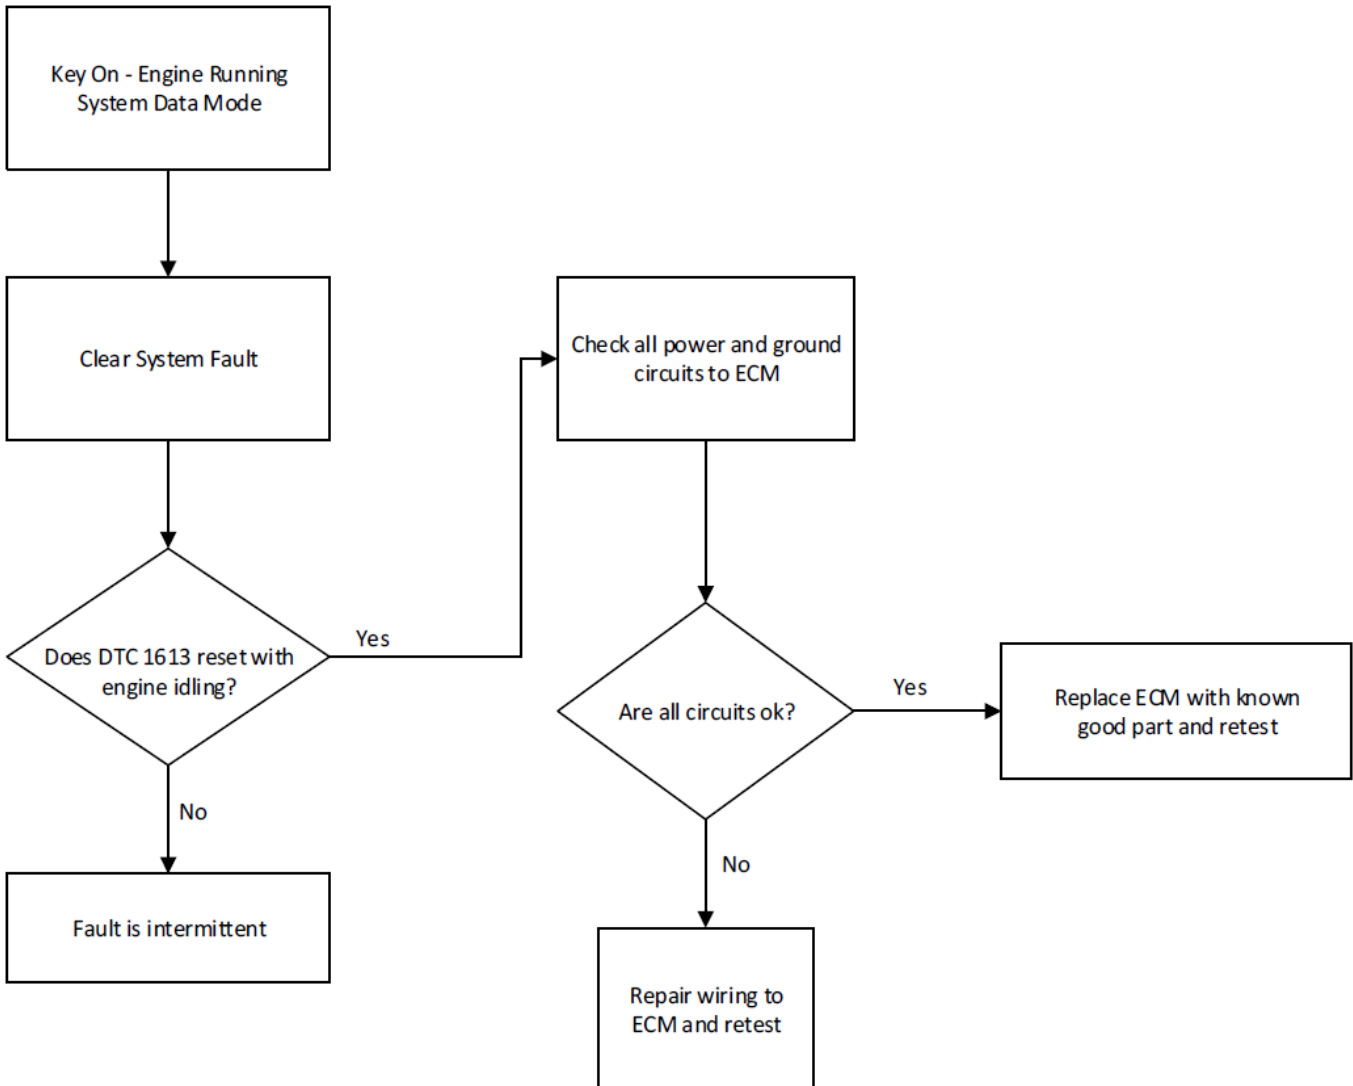 Key On - Engine Running
System Data Mode
Clear System Fault
Does DTC 1613 reset with
engine idling?
Yes
No
Fault is intermittent
Check all power and ground
circuits to ECM
Are all circuits ok?
Yes
No
Replace ECM with known
good part and retest
Repair wiring to
ECM and retest